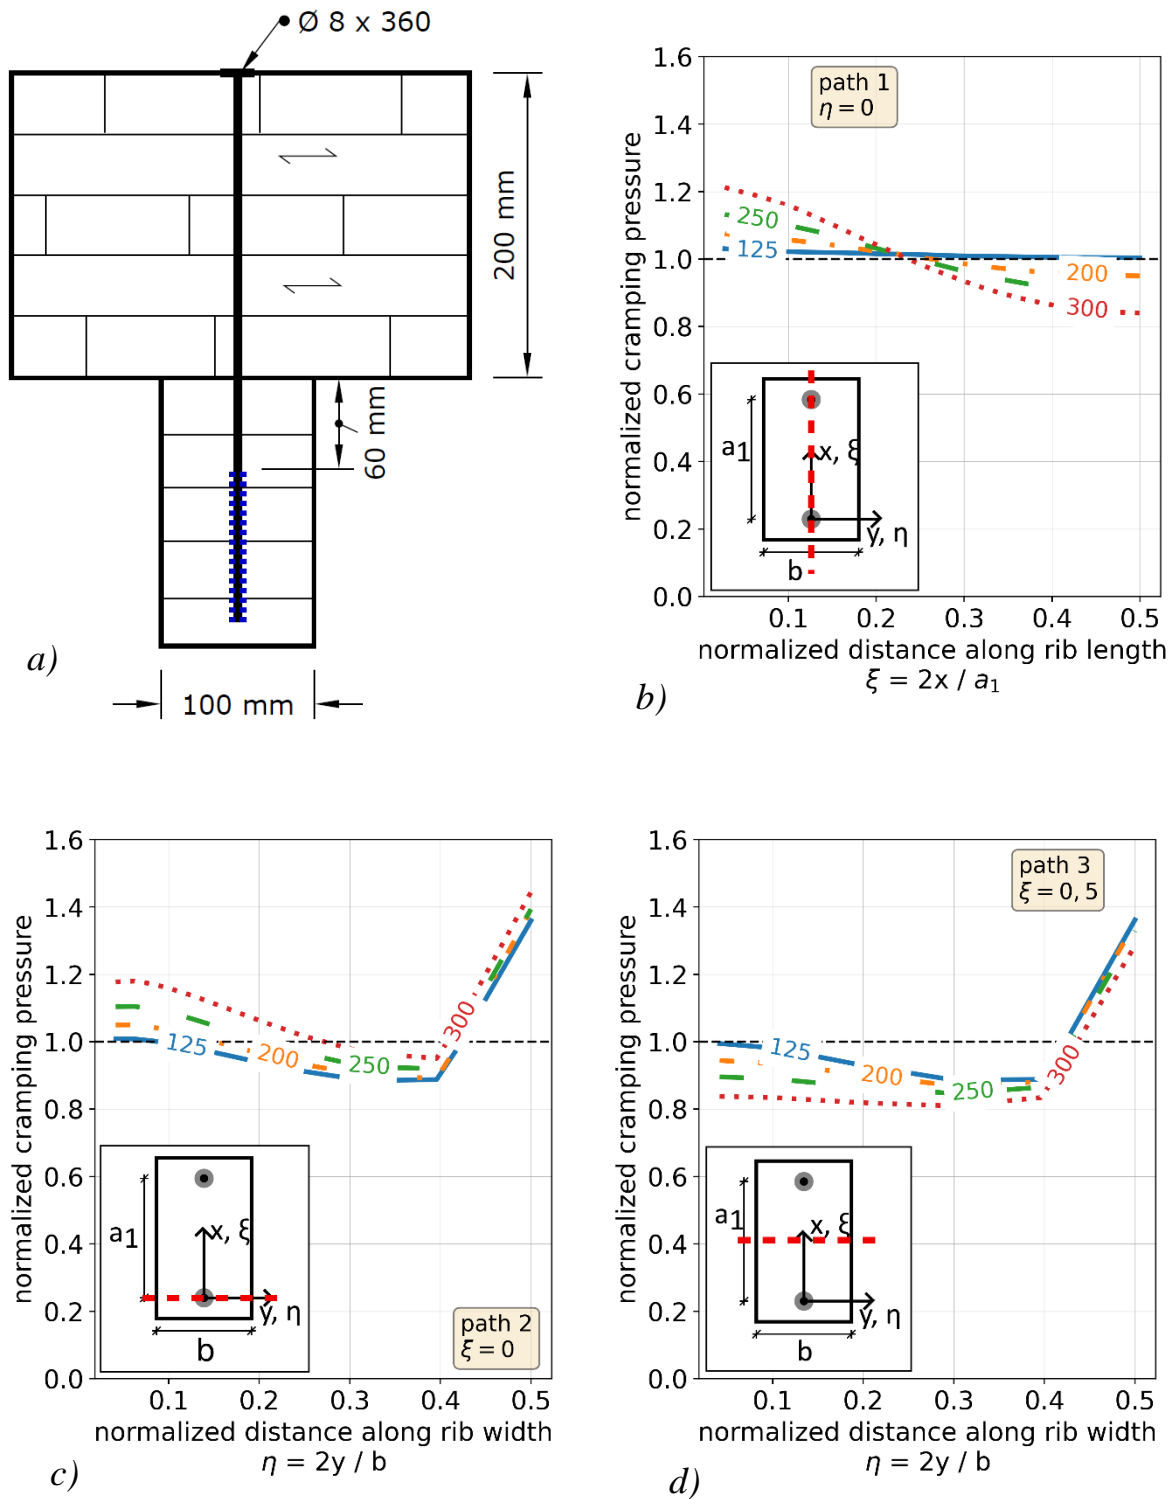 Ø 8 x 360
200 mm
60 mm
100 mm
a)
normalized cramping pressure
1.6
1.4
1.2
1.0
0.8
0.6
0.4
0.2
0.0
path 1
η = 0
250
125
200
300
a1
x, ξ
y, η
b
0.1 0.2 0.3 0.4 0.5
normalized distance along rib length
ξ = 2x / a1
b)
normalized cramping pressure
1.6
1.4
1.2
1.0
0.8
0.6
0.4
0.2
0.0
125
200
250
300
a1
x, ξ
y, η
b
path 2
ξ = 0
0.1 0.2 0.3 0.4 0.5
normalized distance along rib width
η = 2y / b
c)
normalized cramping pressure
1.6
1.4
1.2
1.0
0.8
0.6
0.4
0.2
0.0
path 3
ξ = 0, 5
125
200
250
300
a1
x, ξ
y, η
b
0.1 0.2 0.3 0.4 0.5
normalized distance along rib width
η = 2y / b
d)